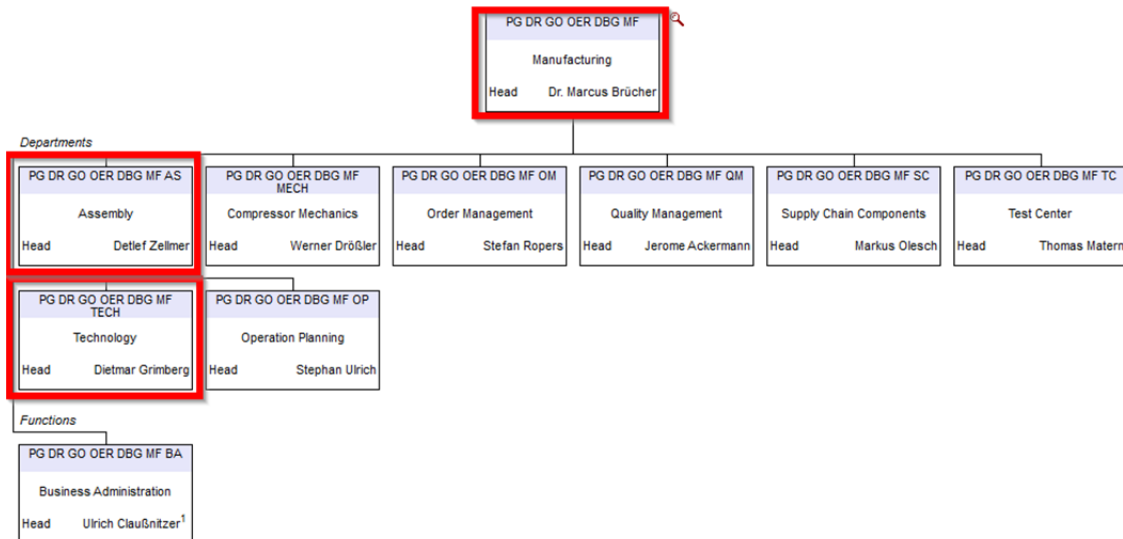 PG DR GO OER DBG MF
Manufacturing
Head Dr. Marcus Brücher
Departments
PG DR GO OER DBG MF AS
Assembly
Head Detlef Zellmer
PG DR GO OER DBG MF
MECH
Compressor Mechanics
Head Werner Drößler
PG DR GO OER DBG MF OM
Order Management
Head Stefan Ropers
PG DR GO OER DBG MF QM
Quality Management
Head Jerome Ackermann
PG DR GO OER DBG MF SC
Supply Chain Components
Head Markus Olesch
PG DR GO OER DBG MF TC
Test Center
Head Thomas Matern
PG DR GO OER DBG MF
TECH
Technology
Head Dietmar Grimberg
PG DR GO OER DBG MF OP
Operation Planning
Head Stephan Ulrich
Functions
PG DR GO OER DBG MF BA
Business Administration
Head Ulrich Claußnitzer¹